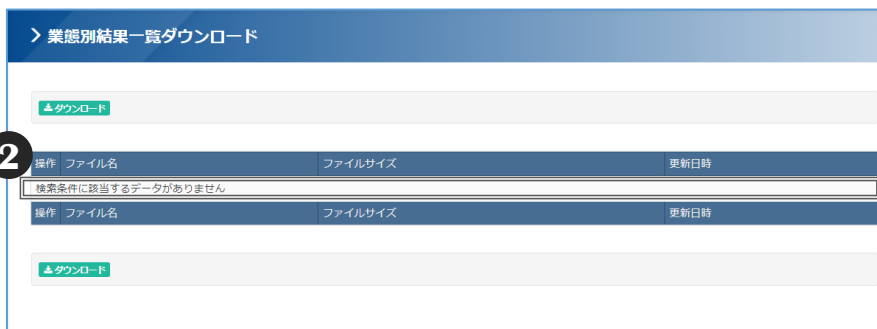 業態別結果一覧ダウンロード
ダウンロード
2
操作 ファイル名 ファイルサイズ 更新日時
検索条件に該当するデータがありません
操作 ファイル名 ファイルサイズ 更新日時
ダウンロード